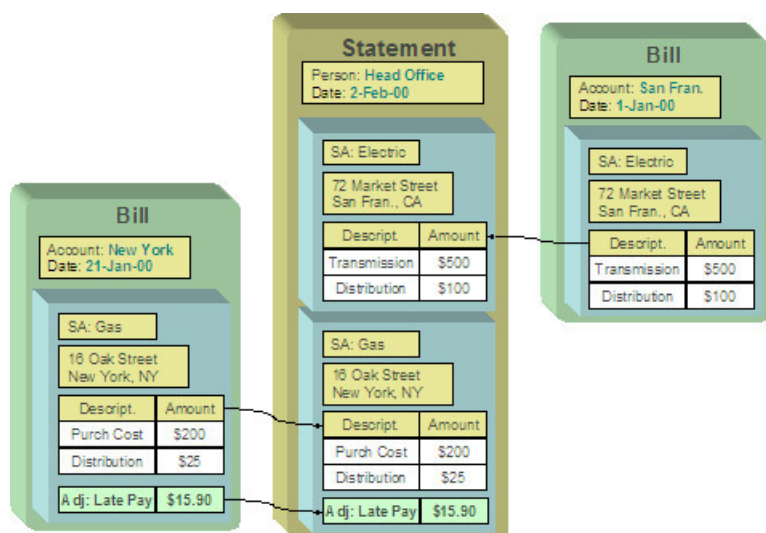 Statement
Person: Head Office
Date: 2-Feb-00
SA: Electric
72 Market Street
San Fran., CA
Descript. Amount
Transmission $500
Distribution $100
SA: Gas
16 Oak Street
New York, NY
Descript. Amount
Purch Cost $200
Distribution $25
Adj: Late Pay $15.90
Bill
Account: San Fran.
Date: 1-Jan-00
SA: Electric
72 Market Street
San Fran., CA
Descript. Amount
Transmission $500
Distribution $100
Bill
Account: New York
Date: 21-Jan-00
SA: Gas
16 Oak Street
New York, NY
Descript. Amount
Purch Cost $200
Distribution $25
Adj: Late Pay $15.90